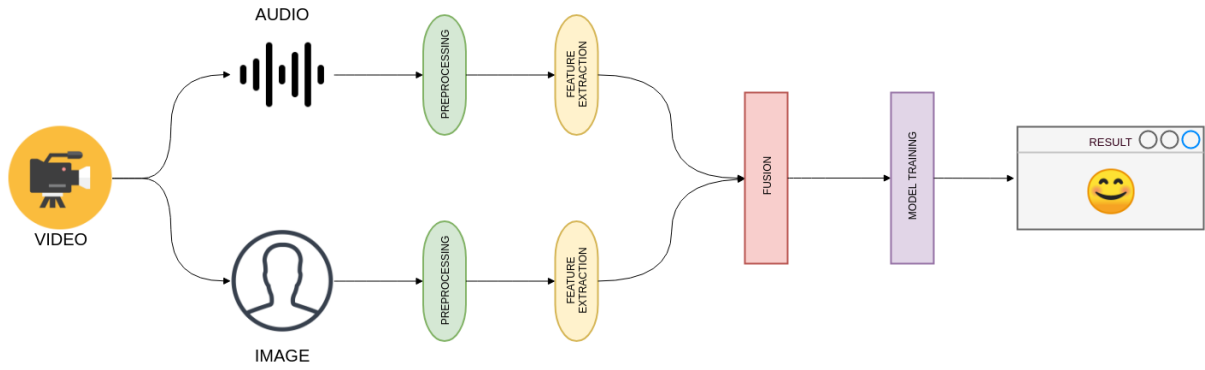 AUDIO
PREPROCESSING
FEATURE
EXTRACTION
VIDEO
IMAGE
PREPROCESSING
FEATURE
EXTRACTION
FUSION
MODEL TRAINING
RESULT